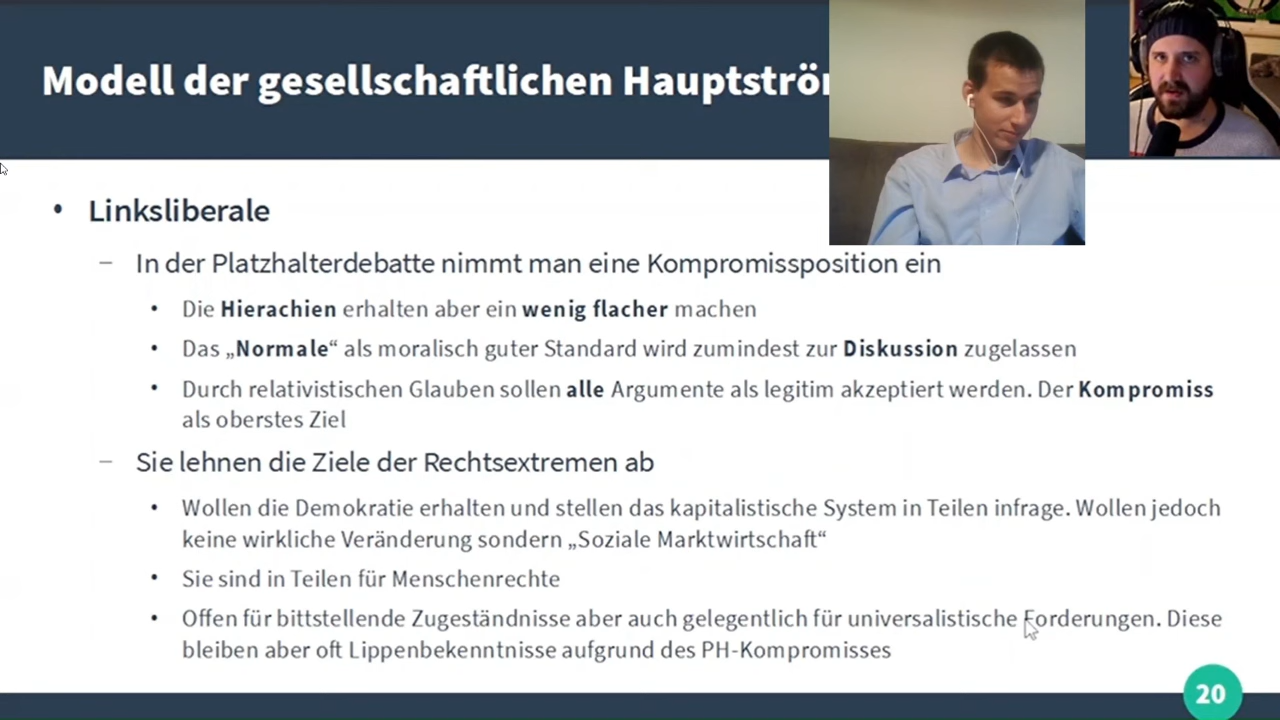 Modell der gesellschaftlichen Hauptströ
• Linksliberale
– In der Platzhalterdebatte nimmt man eine Kompromissposition ein
• Die Hierachien erhalten aber ein wenig flacher machen
• Das „Normale“ als moralisch guter Standard wird zumindest zur Diskussion zugelassen
• Durch relativistischen Glauben sollen alle Argumente als legitim akzeptiert werden. Der Kompromiss
als oberstes Ziel
– Sie lehnen die Ziele der Rechtsextremen ab
• Wollen die Demokratie erhalten und stellen das kapitalistische System in Teilen infrage. Wollen jedoch
keine wirkliche Veränderung sondern „Soziale Marktwirtschaft“
• Sie sind in Teilen für Menschenrechte
• Offen für bittstellende Zugeständnisse aber auch gelegentlich für universalistische Forderungen. Diese
bleiben aber oft Lippenbekenntnisse aufgrund des PH-Kompromisses
20